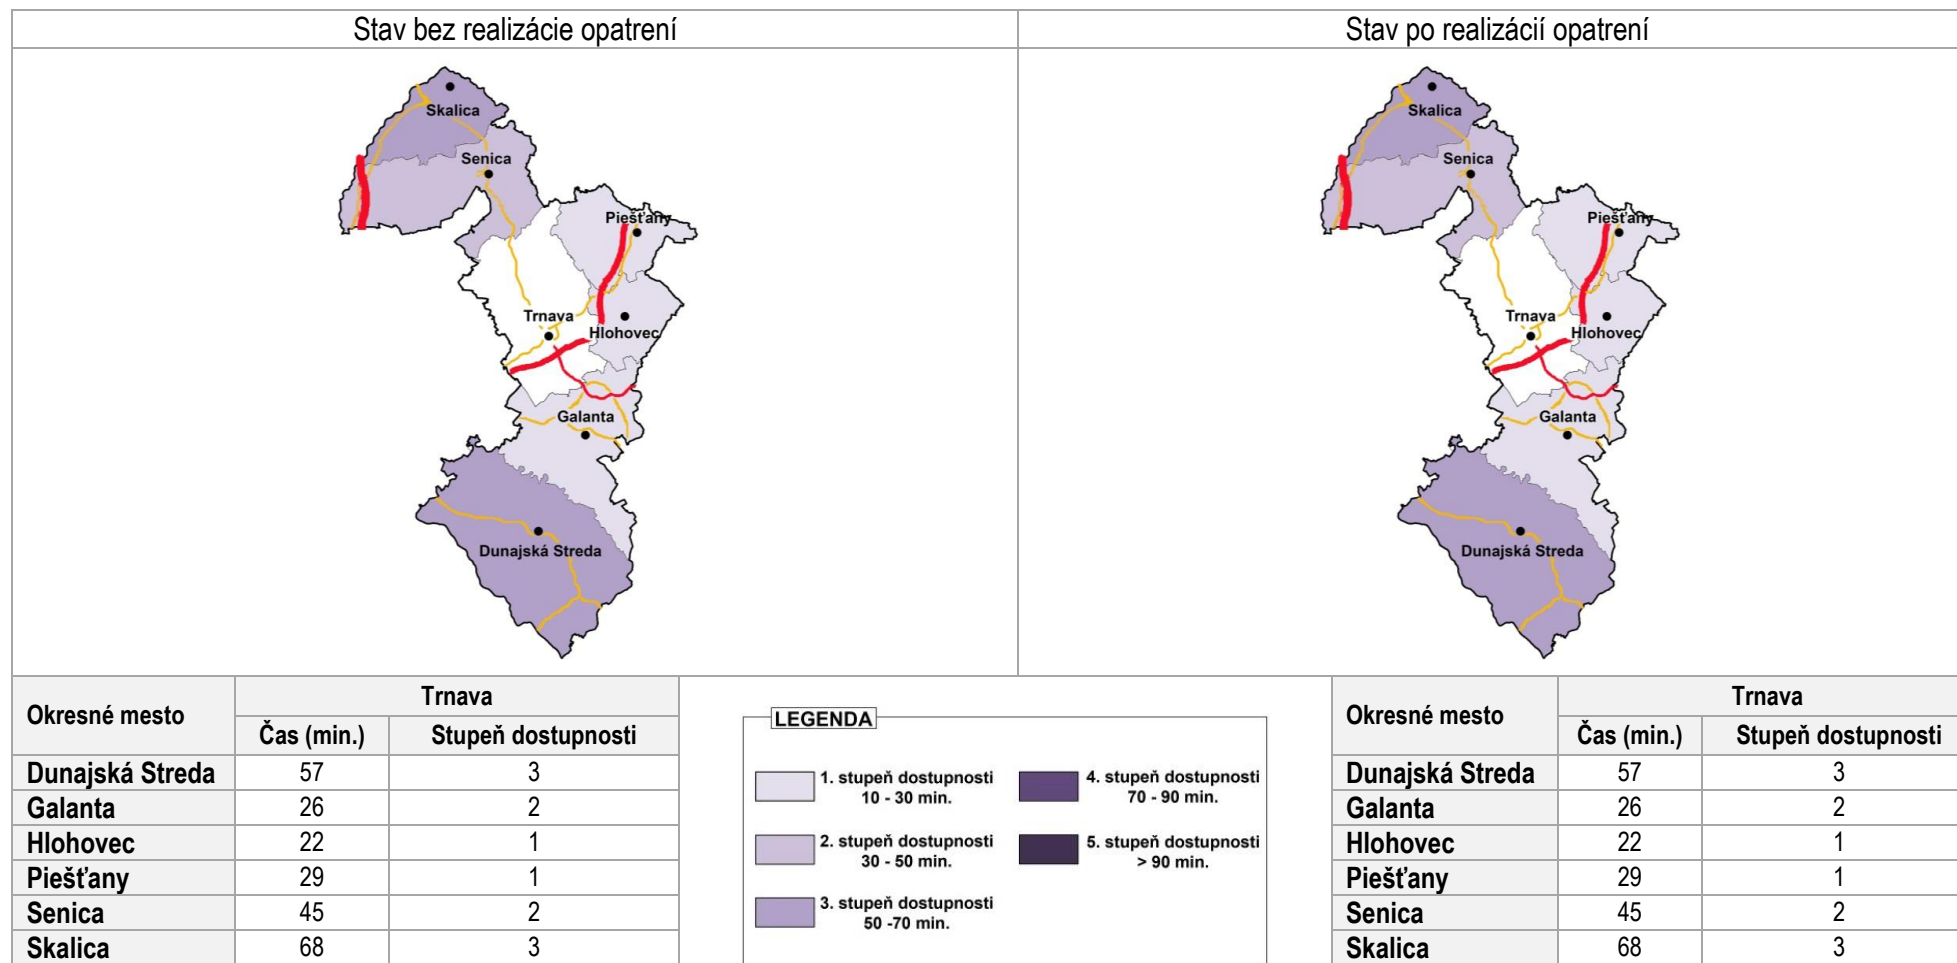 Stav bez realizácie opatrení
Stav po realizácií opatrení
Skalica
Senica
Piešťany
Trnava
Hlohovec
Galanta
Dunajská Streda
Skalica
Senica
Piešťany
Trnava
Hlohovec
Galanta
Dunajská Streda
Okresné mesto Trnava
Čas (min.) Stupeň dostupnosti
Dunajská Streda 57 3
Galanta 26 2
Hlohovec 22 1
Piešťany 29 1
Senica 45 2
Skalica 68 3
LEGENDA
1. stupeň dostupnosti
10 - 30 min.
2. stupeň dostupnosti
30 - 50 min.
3. stupeň dostupnosti
50 -70 min.
4. stupeň dostupnosti
70 - 90 min.
5. stupeň dostupnosti
> 90 min.
Okresné mesto Trnava
Čas (min.) Stupeň dostupnosti
Dunajská Streda 57 3
Galanta 26 2
Hlohovec 22 1
Piešťany 29 1
Senica 45 2
Skalica 68 3